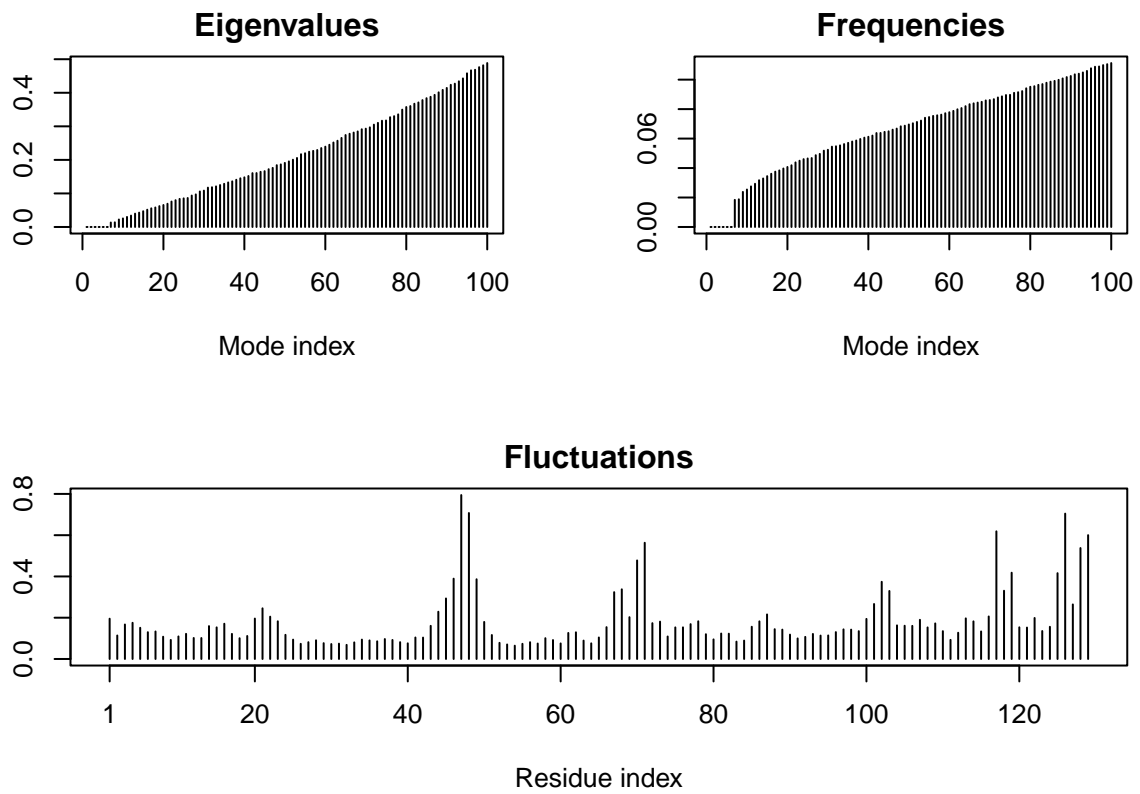 Eigenvalues
0.0 0.2 0.4
0 20 40 60 80 100
Mode index
Frequencies
0.00 0.06
0 20 40 60 80 100
Mode index
Fluctuations
0.0 0.4 0.8
1 20 40 60 80 100 120
Residue index